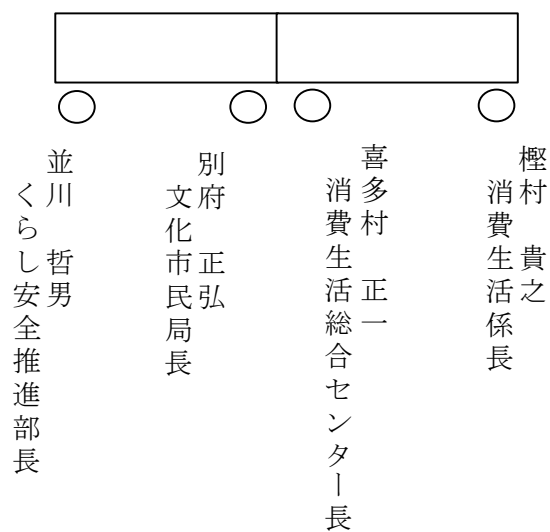 樫村　貴之
消費生活係長
喜多村　正一
消費生活総合センター長
別府　正弘
文化市民局長
並川　哲男
くらし安全推進部長